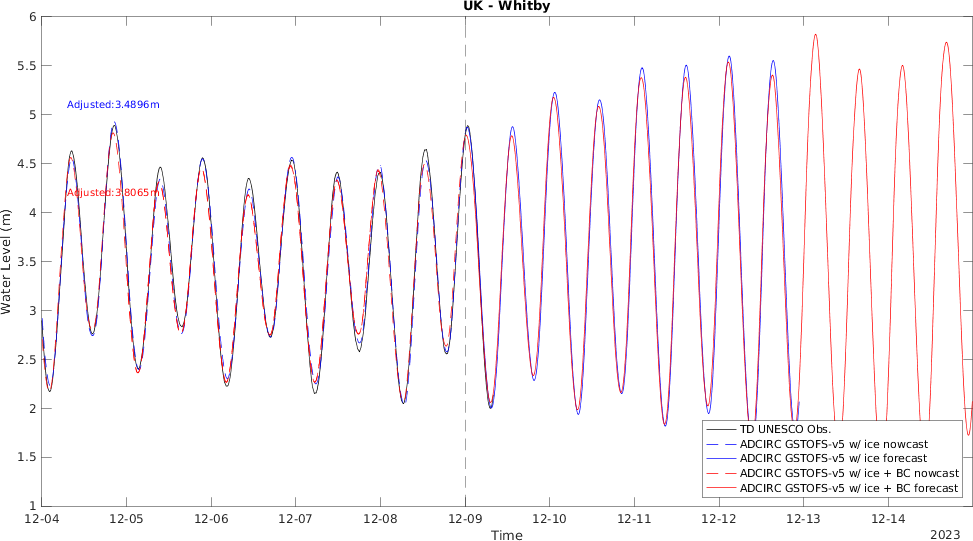 UK - Whitby
6
5.5
5
4.5
4
3.5
3
2.5
2
1.5
1
Water Level (m)
Adjusted:3.4896m
Adjusted:3.8065m
TD UNESCO Obs.
ADCIRC GSTOFS-v5 w/ ice nowcast
ADCIRC GSTOFS-v5 w/ ice forecast
ADCIRC GSTOFS-v5 w/ ice + BC nowcast
ADCIRC GSTOFS-v5 w/ ice + BC forecast
12-04 12-05 12-06 12-07 12-08 12-09 12-10 12-11 12-12 12-13 12-14
Time
2023